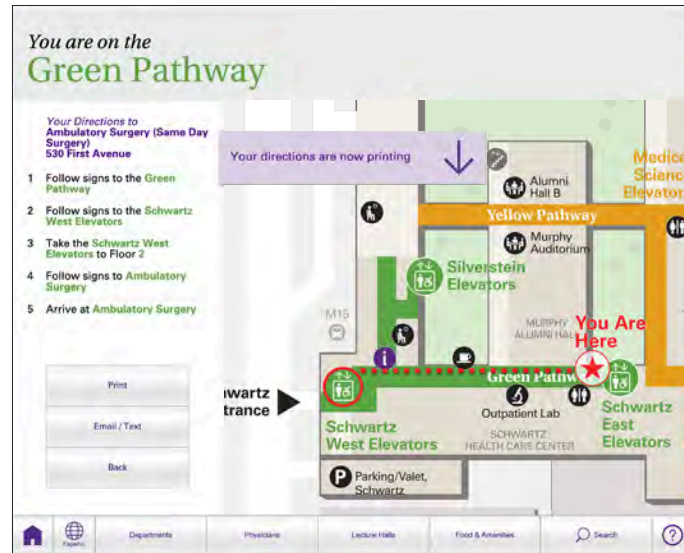 You are on the
Green Pathway
Your Directions to
Ambulatory Surgery (Same Day
Surgery)
530 First Avenue
1 Follow signs to the Green
Pathway
2 Follow signs to the Schwartz
West Elevators
3 Take the Schwartz West
Elevators to Floor 2
4 Follow signs to Ambulatory
Surgery
5 Arrive at Ambulatory Surgery
Print
Email / Text
Back
Your directions are now printing
Alumni
Hall B
Medica
Science
Elevator
Yellow Pathway
Murphy
Auditorium
Silverstein
Elevators
M15
MURPHY
ALUMNI HALL
You Are
Here
i
Green Pathw
wartz
trance
Outpatient Lab
Schwartz
West Elevators
SCHWARTZ
HEALTH CARE CENTER
Schwartz
East
Elevators
P Parking/Valet,
Schwartz
Español
Departments
Physicians
Lecture Halls
Food & Amenities
Search
?